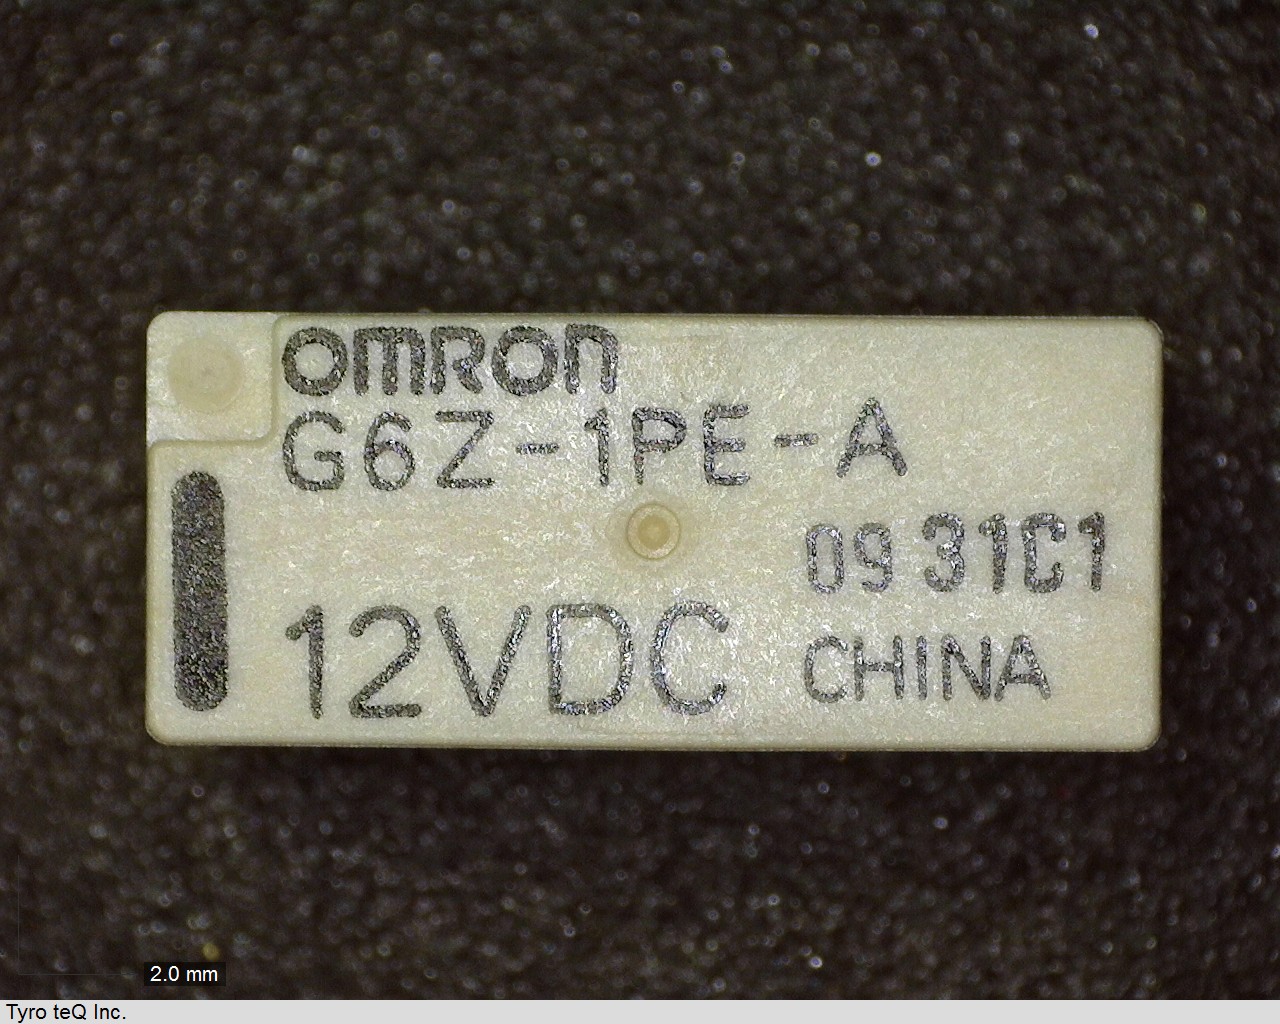 OMRON
G6Z-1PE-A
09 31C1
12VDC
CHINA
2.0 mm
Tyro teQ Inc.